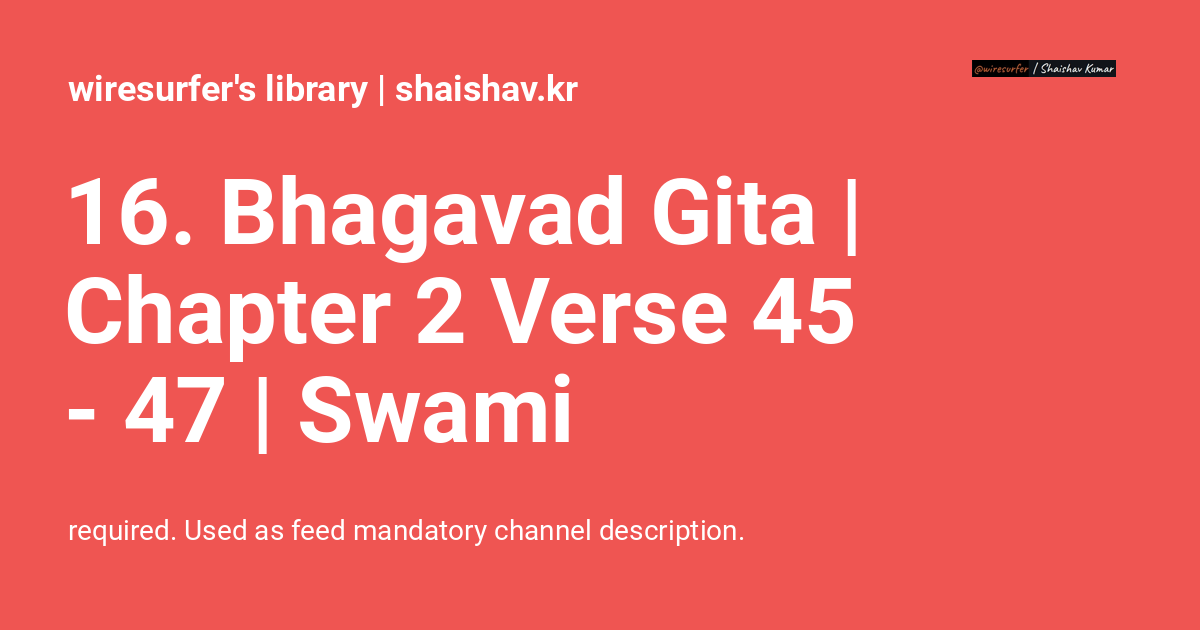 wiresurfer's library | shaishav.kr
@wiresurfer / Shaishav Kumar
16. Bhagavad Gita |
Chapter 2 Verse 45
- 47 | Swami
required. Used as feed mandatory channel description.